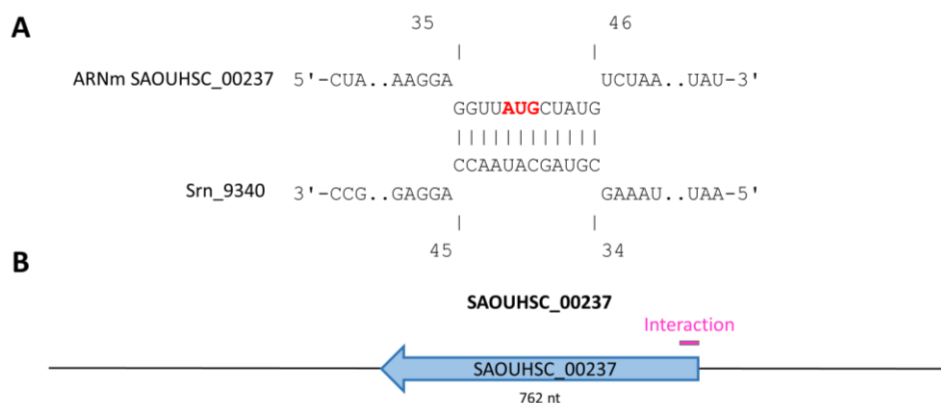 A
35 46
ARNm SAOUHSC_00237 5'-CUA..AAGGA UCUAA..UAU-3'
GGUUAUGCUAUG
CCAAUACGAUGC
Srn_9340 3'-CCG..GAGGA GAAAU..UAA-5'
45 34
B
SAOUHSC_00237
Interaction
SAOUHSC_00237
762 nt